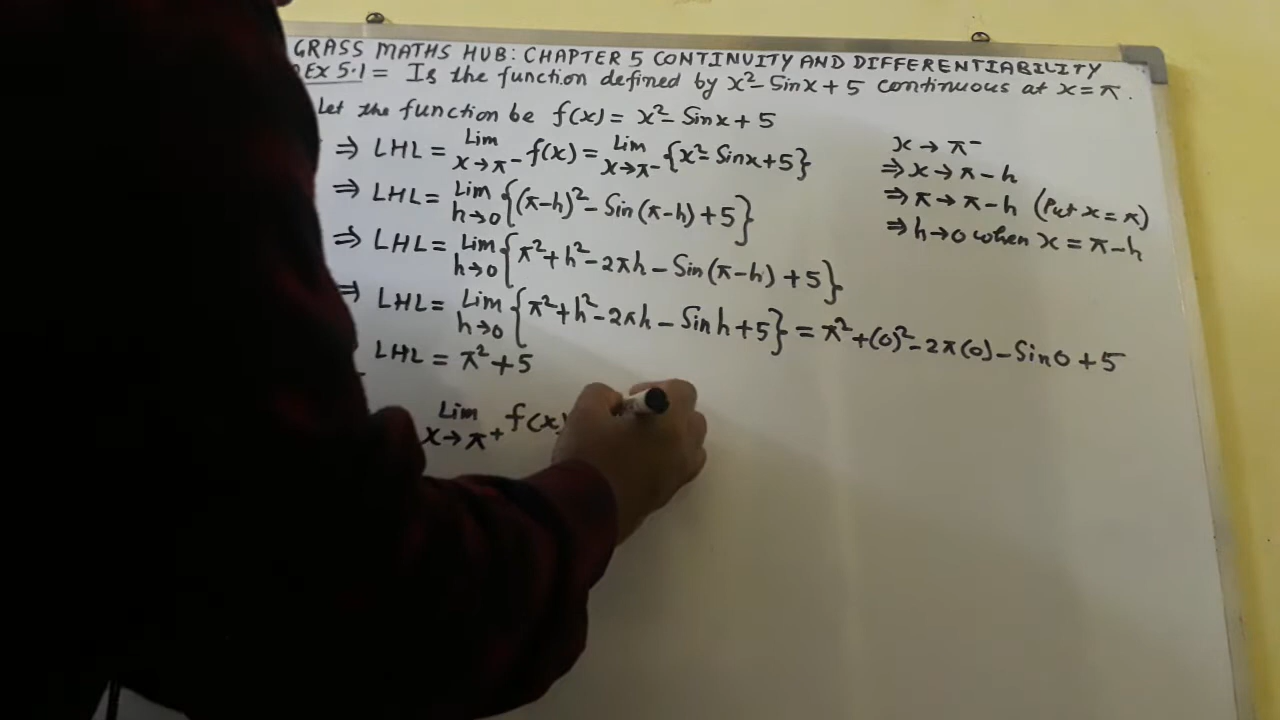 GRASS MATHS HUB: CHAPTER 5 CONTINUITY AND DIFFERENTIABILITY
Ex 5.1 = Is the function defined by x² - Sinx + 5 continuous at x = π.
Let the function be f(x) = x² - Sinx + 5
⇒ LHL = Lim x→π⁻ f(x) = Lim x→π⁻ {x² - Sinx + 5}
⇒ LHL = Lim h→0 {(π-h)² - Sin(π-h) + 5}
⇒ LHL = Lim h→0 {π² + h² - 2πh - Sin(π-h) + 5}
⇒ LHL = Lim h→0 {π² + h² - 2πh - Sinh + 5} = π² + (0)² - 2π(0) - Sin0 + 5
LHL = π² + 5
Lim x→π⁺ f(x)
x → π⁻
⇒ x → π - h
⇒ π → π - h (Put x = π)
⇒ h → 0 when x = π - h